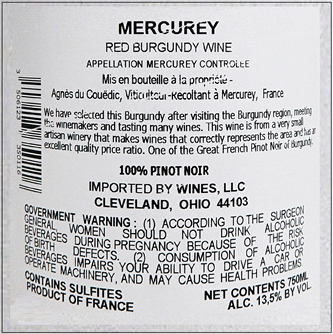 MERCUREY
RED BURGUNDY WINE
APPELLATION MERCUREY CONTROLEE
Mis en bouteille à la propriété -
Agnés du Gouëdic, Viticulteur-Recoltant à Mercurey, France
We have selected this Burgundy after visiting the Burgundy region, meeting
the winemakers and tasting many wines. This wine is from a very small
artisan winery that makes wines that correctly represents the area and has an
excellent quality price ratio. One of the Great French Pinot Noir of Burgundy.
100% PINOT NOIR
IMPORTED BY WINES, LLC
CLEVELAND, OHIO 44103
GOVERNMENT WARNING : (1) ACCORDING TO THE SURGEON
GENERAL, WOMEN SHOULD NOT DRINK ALCOHOLIC
BEVERAGES DURING PREGNANCY BECAUSE OF THE RISK
OF BIRTH DEFECTS. (2) CONSUMPTION OF ALCOHOLIC
BEVERAGES IMPAIRS YOUR ABILITY TO DRIVE A CAR OR
OPERATE MACHINERY, AND MAY CAUSE HEALTH PROBLEMS.
CONTAINS SULFITES
PRODUCT OF FRANCE
NET CONTENTS 750ML
ALC. 13,5% BY VOL.